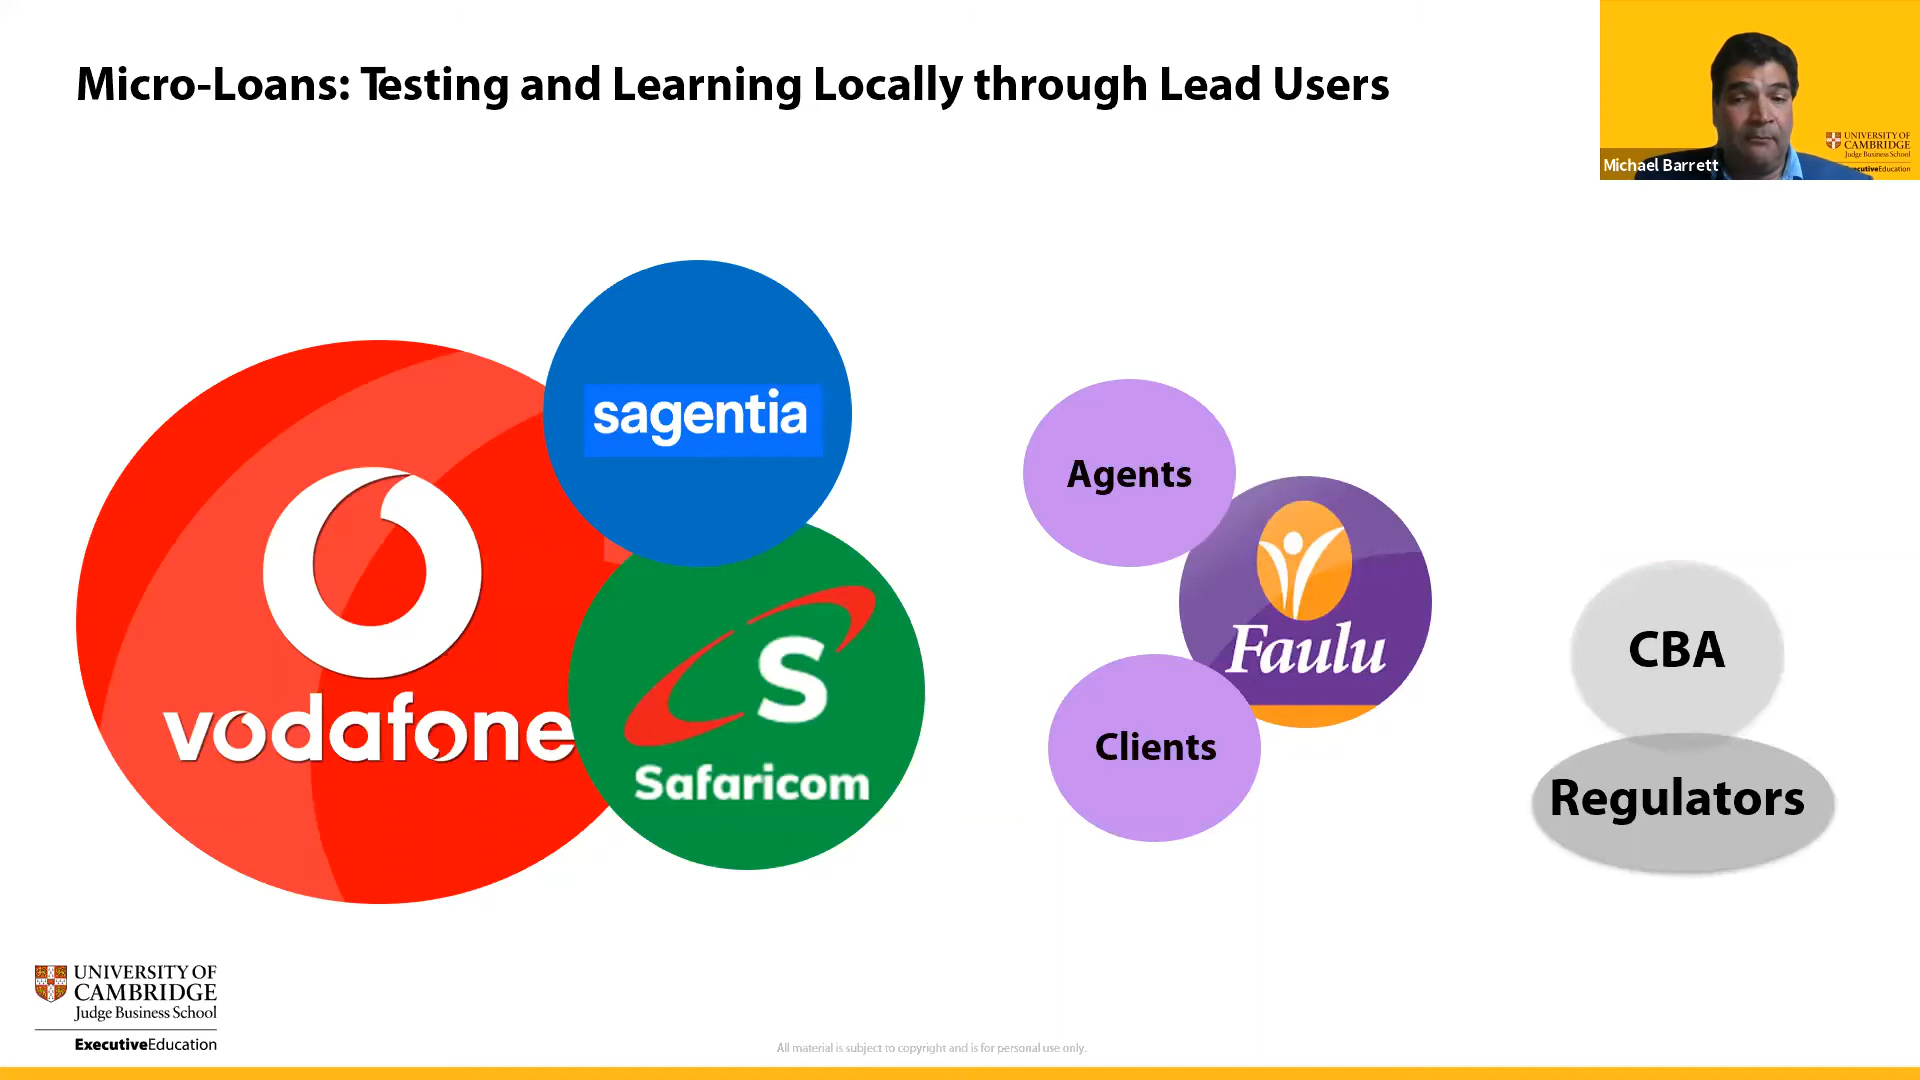 Micro-Loans: Testing and Learning Locally through Lead Users
UNIVERSITY OF
CAMBRIDGE
Judge Business School
ecutiveEducation
Michael Barrett
sagentia
vodafone
Safaricom
Agents
Faulu
Clients
CBA
Regulators
UNIVERSITY OF
CAMBRIDGE
Judge Business School
ExecutiveEducation
All material is subject to copyright and is for personal use only.